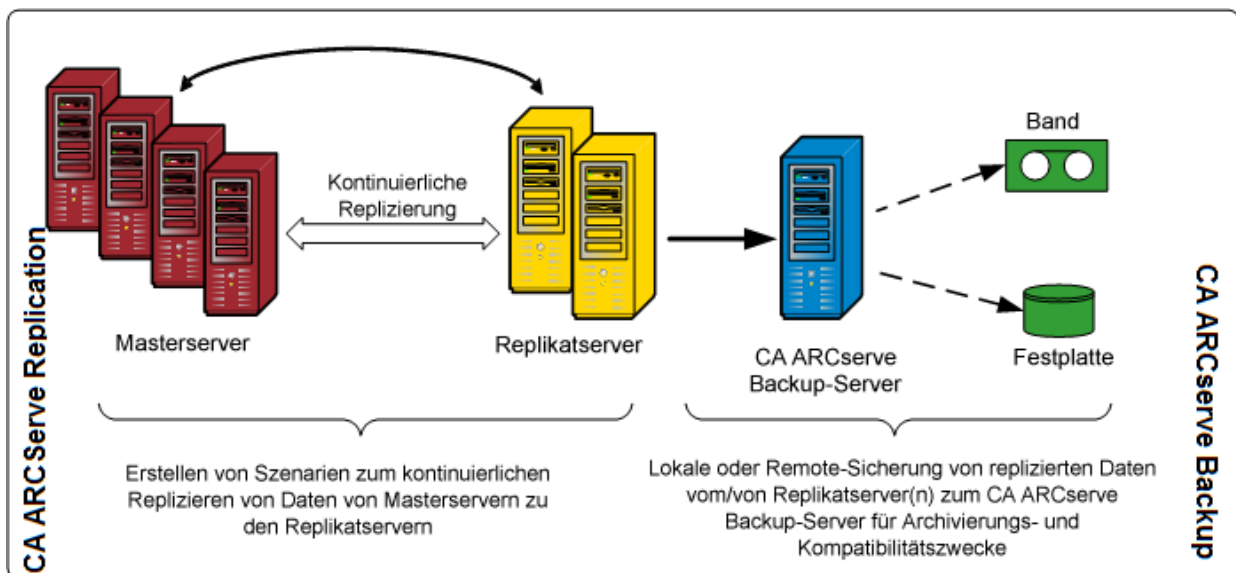 CA ARCServe Replication
Kontinuierliche
Replizierung
Masterserver
Replikatserver
CA ARCserve
Backup-Server
Band
Festplatte
Erstellen von Szenarien zum kontinuierlichen
Replizieren von Daten von Masterservern zu
den Replikatservern
Lokale oder Remote-Sicherung von replizierten Daten
vom/von Replikatserver(n) zum CA ARCserve
Backup-Server für Archivierungs- und
Kompatibilitätszwecke
CA ARCserve Backup